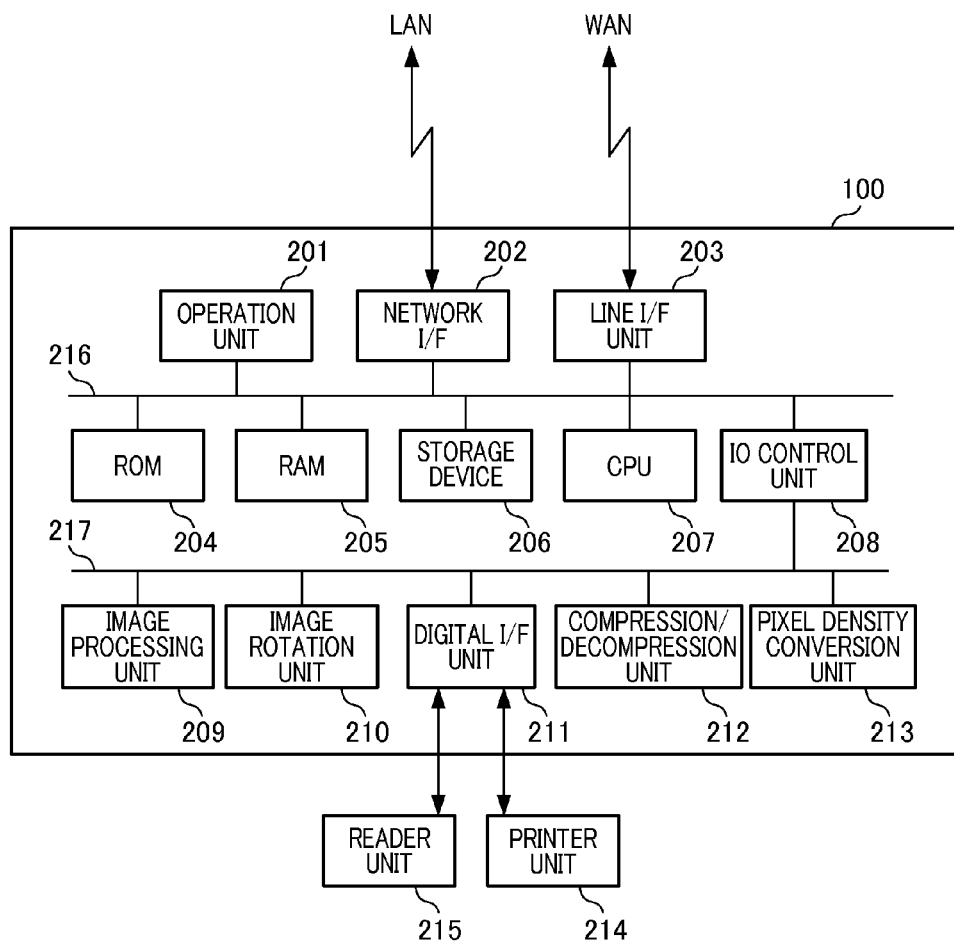 LAN
WAN
100
201
202
203
OPERATION
UNIT
NETWORK
I/F
LINE I/F
UNIT
216
ROM
RAM
STORAGE
DEVICE
CPU
IO CONTROL
UNIT
204
205
206
207
208
217
IMAGE
PROCESSING
UNIT
IMAGE
ROTATION
UNIT
DIGITAL I/F
UNIT
COMPRESSION/
DECOMPRESSION
UNIT
PIXEL DENSITY
CONVERSION
UNIT
209
210
211
212
213
READER
UNIT
PRINTER
UNIT
215
214